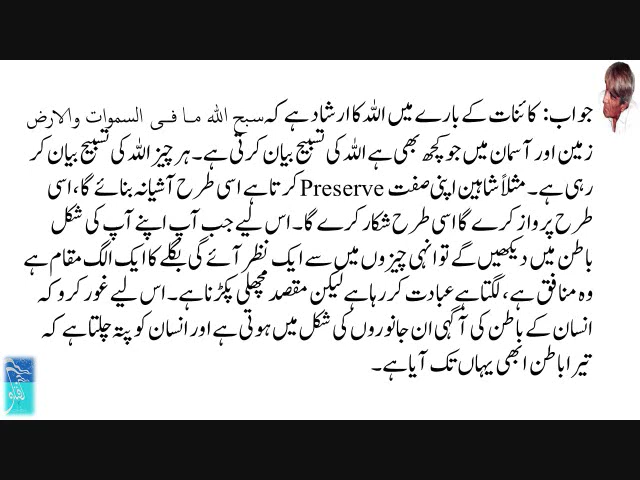 جواب: کائنات کے بارے میں اللہ کا ارشاد ہے کہ سبح اللہ ما فی السموات والارض
زمین اور آسمان میں جو کچھ بھی ہے اللہ کی تسبیح بیان کرتی ہے۔ ہر چیز اللہ کی تسبیح بیان کر
رہی ہے۔ مثلاً شاہین اپنی صفت Preserve کرتا ہے اسی طرح آشیانہ بنائے گا، اسی
طرح پرواز کرے گا اسی طرح شکار کرے گا۔ اس لیے جب آپ اپنے آپ کی شکل
باطن میں دیکھیں گے تو انہی چیزوں میں سے ایک نظر آئے گی بگلے کا ایک الگ مقام ہے
وہ منافق ہے، لگتا ہے عبادت کر رہا ہے لیکن مقصد مچھلی پکڑنا ہے۔ اس لیے غور کرو کہ
انسان کے باطن کی آگہی ان جانوروں کی شکل میں ہوتی ہے اور انسان کو پتہ چلتا ہے کہ
تیرا باطن ابھی یہاں تک آیا ہے۔